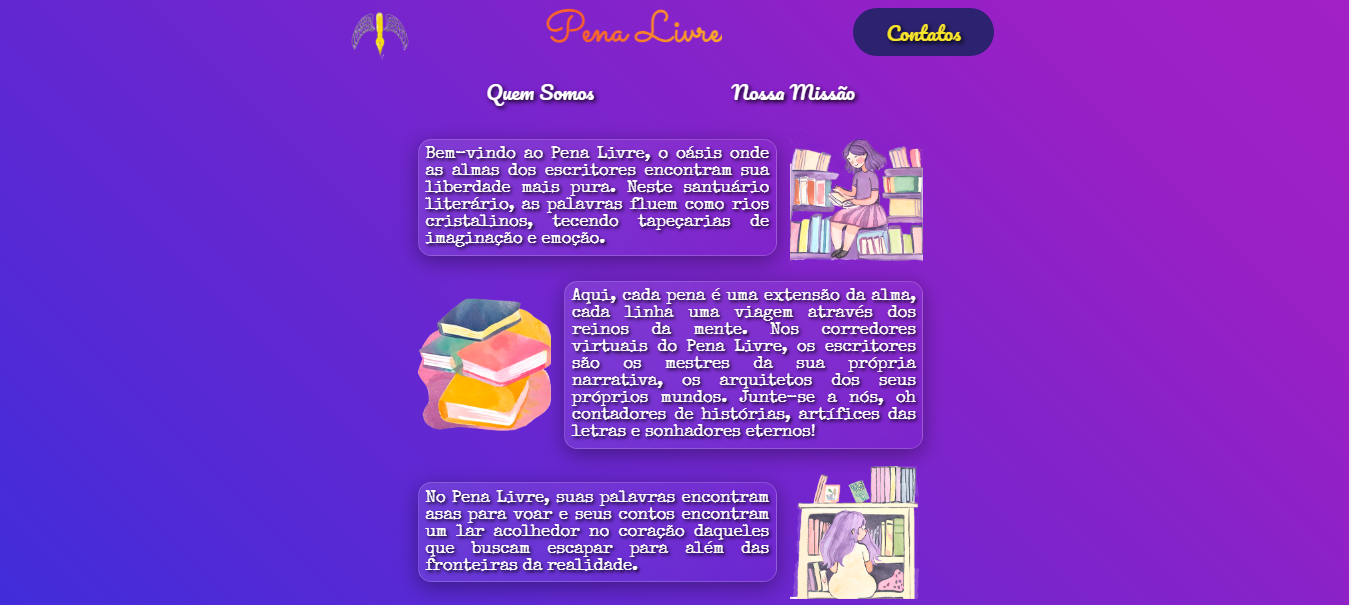 Pena Livre
Contatos
Quem Somos
Nossa Missão
Bem-vindo ao Pena Livre, o oásis onde
as almas dos escritores encontram sua
liberdade mais pura. Neste santuário
literário, as palavras fluem como rios
cristalinos, tecendo tapeçarias de
imaginação e emoção.
Aqui, cada pena é uma extensão da alma,
cada linha uma viagem através dos
reinos da mente. Nos corredores
virtuais do Pena Livre, os escritores
são os mestres da sua própria
narrativa, os arquitetos dos seus
próprios mundos. Junte-se a nós, oh
contadores de histórias, artífices das
letras e sonhadores eternos!
No Pena Livre, suas palavras encontram
asas para voar e seus contos encontram
um lar acolhedor no coração daqueles
que buscam escapar para além das
fronteiras da realidade.